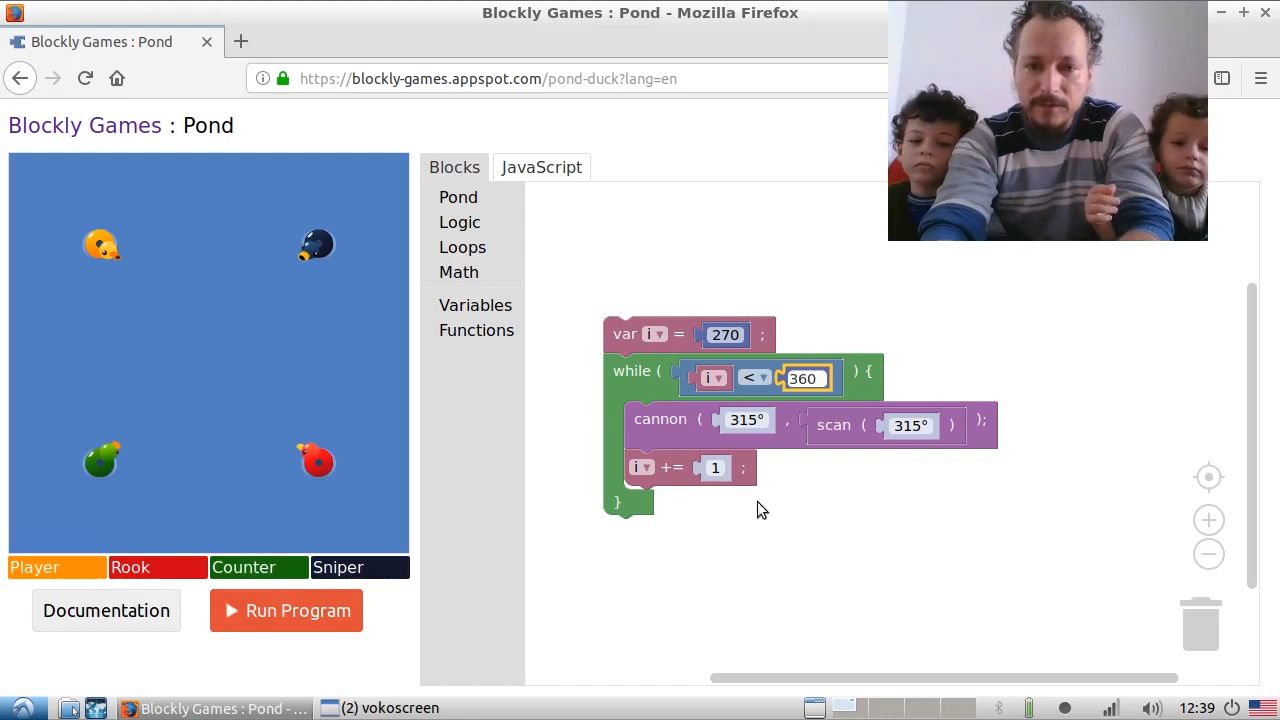 Blockly Games : Pond - Mozilla Firefox
Blockly Games : Pond
https://blockly-games.appspot.com/pond-duck?lang=en
Blockly Games : Pond
Blocks
JavaScript
Pond
Logic
Loops
Math
Variables
Functions
var i = 270 ;
while ( i < 360 ) {
cannon ( 315° , scan ( 315° ) );
i += 1 ;
}
Player
Rook
Counter
Sniper
Documentation
Run Program
Blockly Games : Pond - ...
(2) vokoscreen
12:39